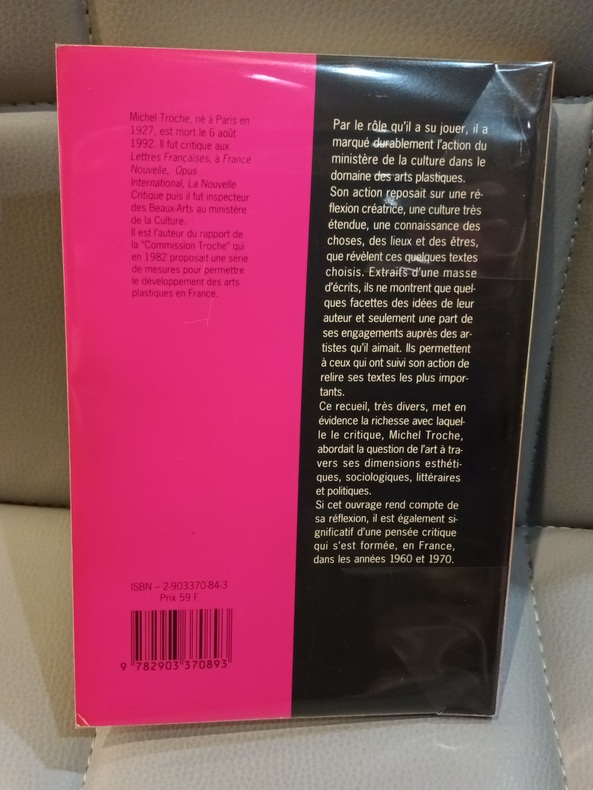 Michel Troche, né à Paris en
1927, est mort le 6 août
1992. Il fut critique aux
Lettres Françaises, à France
Nouvelle, Opus
International, La Nouvelle
Critique puis il fut inspecteur
des Beaux-Arts au ministère
de la Culture.
Il est l'auteur du rapport de
la "Commission Troche" qui
en 1982 proposait une série
de mesures pour permettre
le développement des arts
plastiques en France.
ISBN – 2-903370-84-3
Prix 59 F
9 782903 370893
Par le rôle qu'il a su jouer, il a
marqué durablement l'action du
ministère de la culture dans le
domaine des arts plastiques.
Son action reposait sur une ré-
flexion créatrice, une culture très
étendue, une connaissance des
choses, des lieux et des êtres,
que révèlent ces quelques textes
choisis. Extraits d'une masse
d'écrits, ils ne montrent que quel-
ques facettes des idées de leur
auteur et seulement une part de
ses engagements auprès des ar-
tistes qu'il aimait. Ils permettent
à ceux qui ont suivi son action de
relire ses textes les plus impor-
tants.
Ce recueil, très divers, met en
évidence la richesse avec laquel-
le le critique, Michel Troche,
abordait la question de l'art à tra-
vers ses dimensions esthéti-
ques, sociologiques, littéraires
et politiques.
Si cet ouvrage rend compte de
sa réflexion, il est également si-
gnificatif d'une pensée critique
qui s'est formée, en France,
dans les années 1960 et 1970.